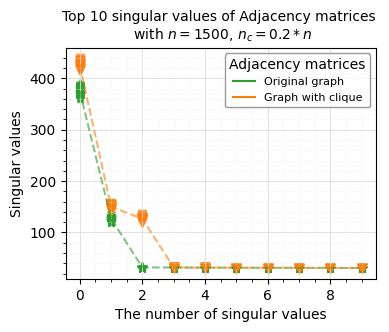 Top 10 singular values of Adjacency matrices
with n = 1500, n_c = 0.2 * n
Adjacency matrices
Original graph
Graph with clique
Singular values
400
300
200
100
0 2 4 6 8
The number of singular values